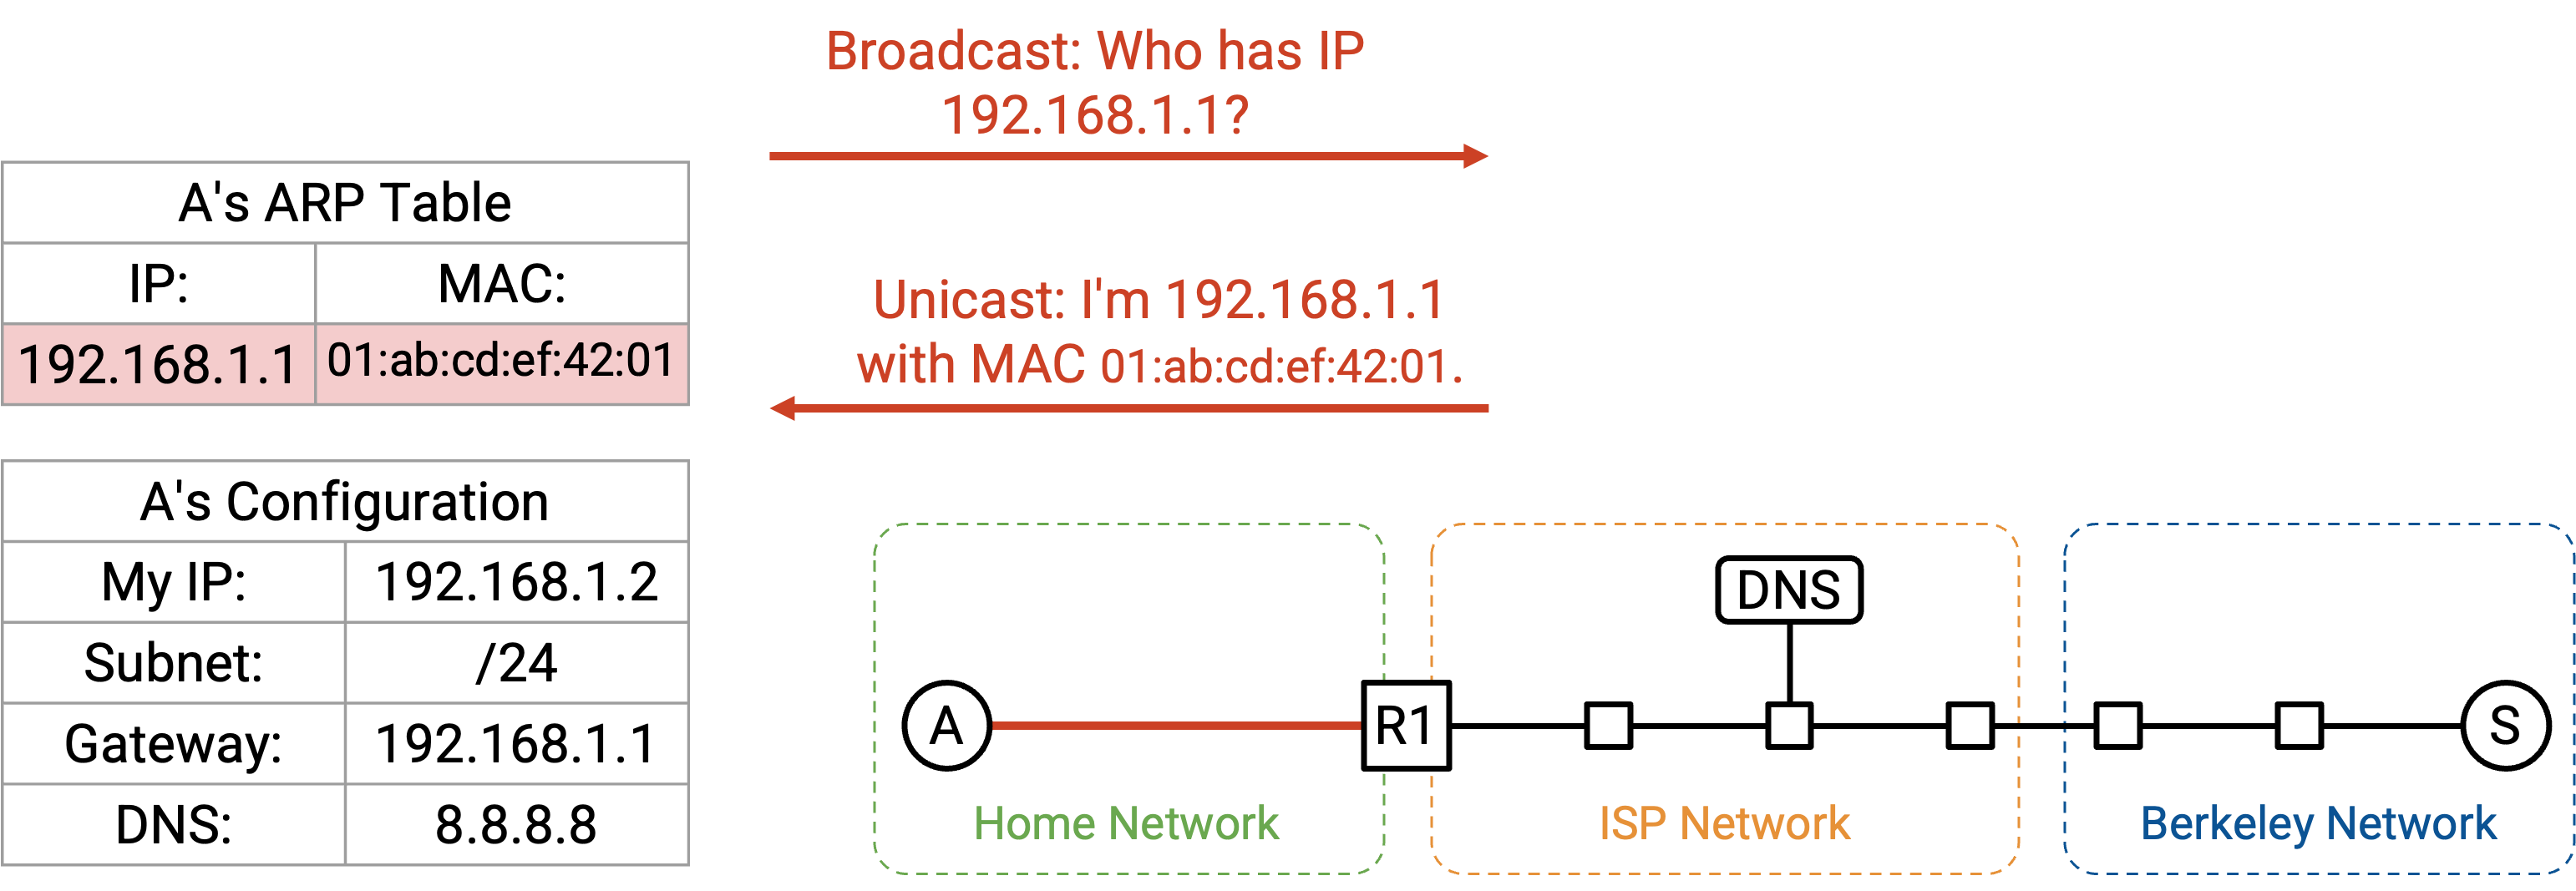 Broadcast: Who has IP
192.168.1.1?
A's ARP Table
IP: MAC:
192.168.1.1 01:ab:cd:ef:42:01
Unicast: I'm 192.168.1.1
with MAC 01:ab:cd:ef:42:01.
A's Configuration
My IP: 192.168.1.2
Subnet: /24
Gateway: 192.168.1.1
DNS: 8.8.8.8
DNS
A
R1
S
Home Network
ISP Network
Berkeley Network